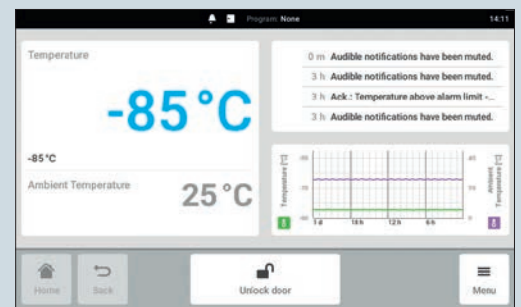 Program: None
14:11
Temperature
-85 °C
-85 °C
Ambient Temperature
25 °C
0 m Audible notifications have been muted.
3 h Audible notifications have been muted.
3 h Ack.: Temperature above alarm limit -...
3 h Audible notifications have been muted.
Temperature [°C]
Ambient Temperature [°C]
1 d
18 h
12 h
6 h
Home
Back
Unlock door
Menu